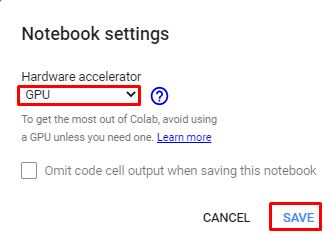 Notebook settings
Hardware accelerator
GPU
?
To get the most out of Colab, avoid using
a GPU unless you need one. Learn more
Omit code cell output when saving this notebook
CANCEL SAVE